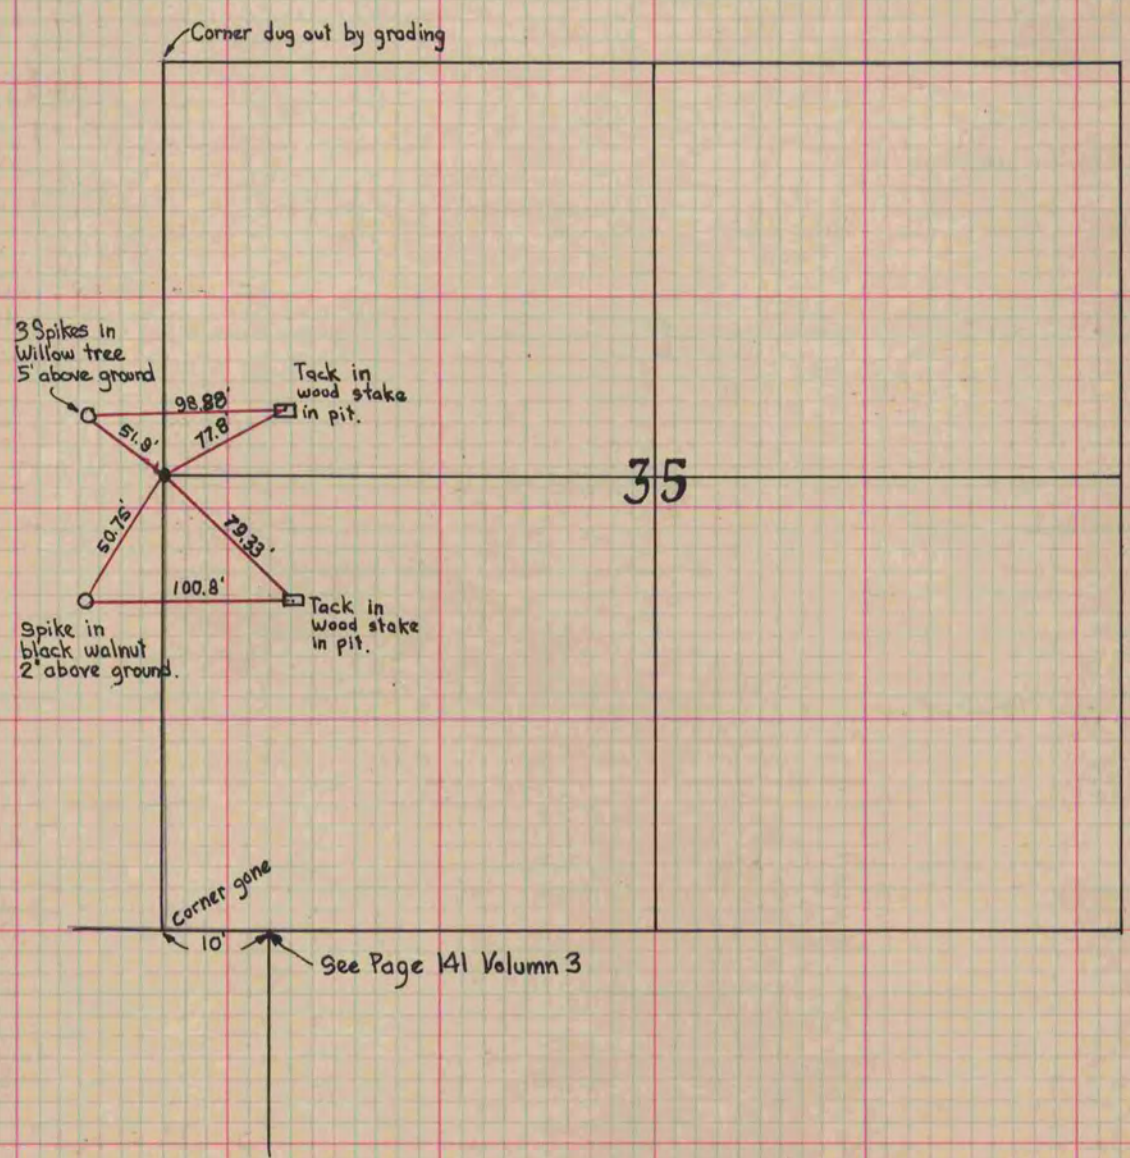 Corner dug out by grading
3 Spikes in
Willow tree
5' above ground
Tack in
wood stake
in pit.
98.88'
51.9'
77.8'
35
50.75'
79.33'
100.8'
Spike in
black walnut
2' above ground.
Tack in
wood stake
in pit.
Corner gone
10'
See Page 141 Volumn 3